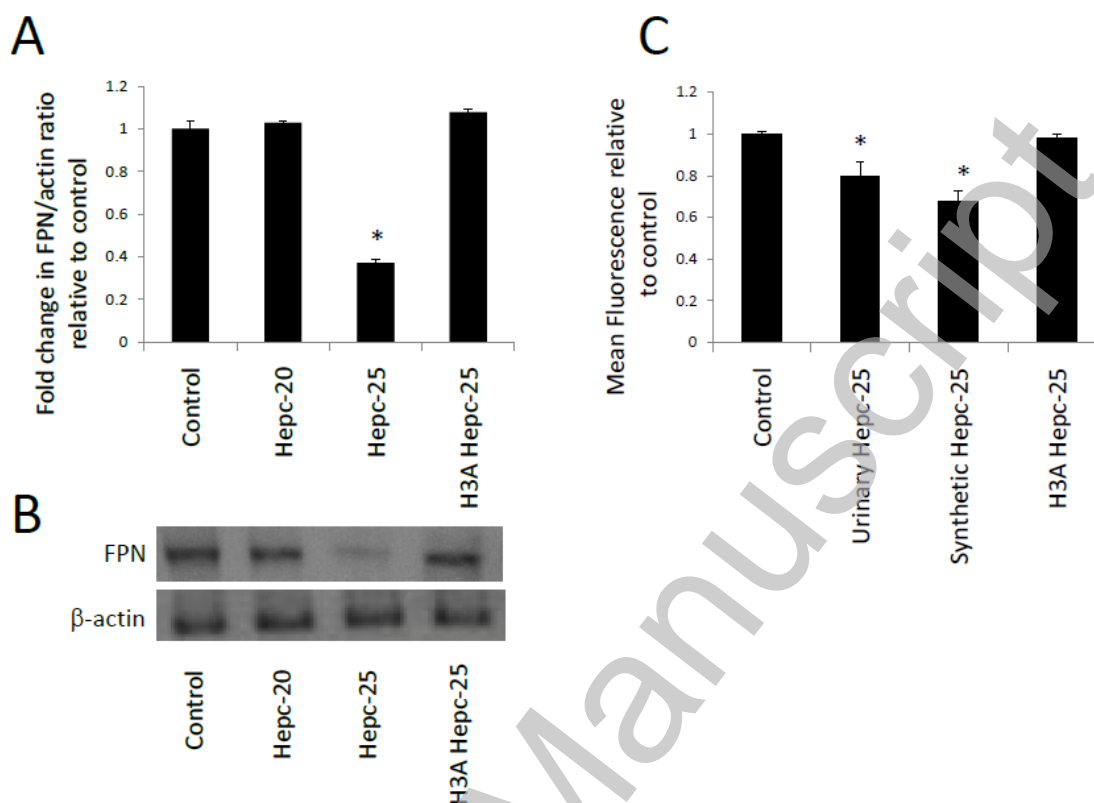 A
Fold change in FPN/actin ratio
relative to control
1.2
1
0.8
0.6
0.4
0.2
0
*
Control
Hepc-20
Hepc-25
H3A Hepc-25
B
FPN
β-actin
Control
Hepc-20
Hepc-25
H3A Hepc-25
C
Mean Fluorescence relative
to control
1.2
1
0.8
0.6
0.4
0.2
0
*
*
Control
Urinary Hepc-25
Synthetic Hepc-25
H3A Hepc-25
Manuscript